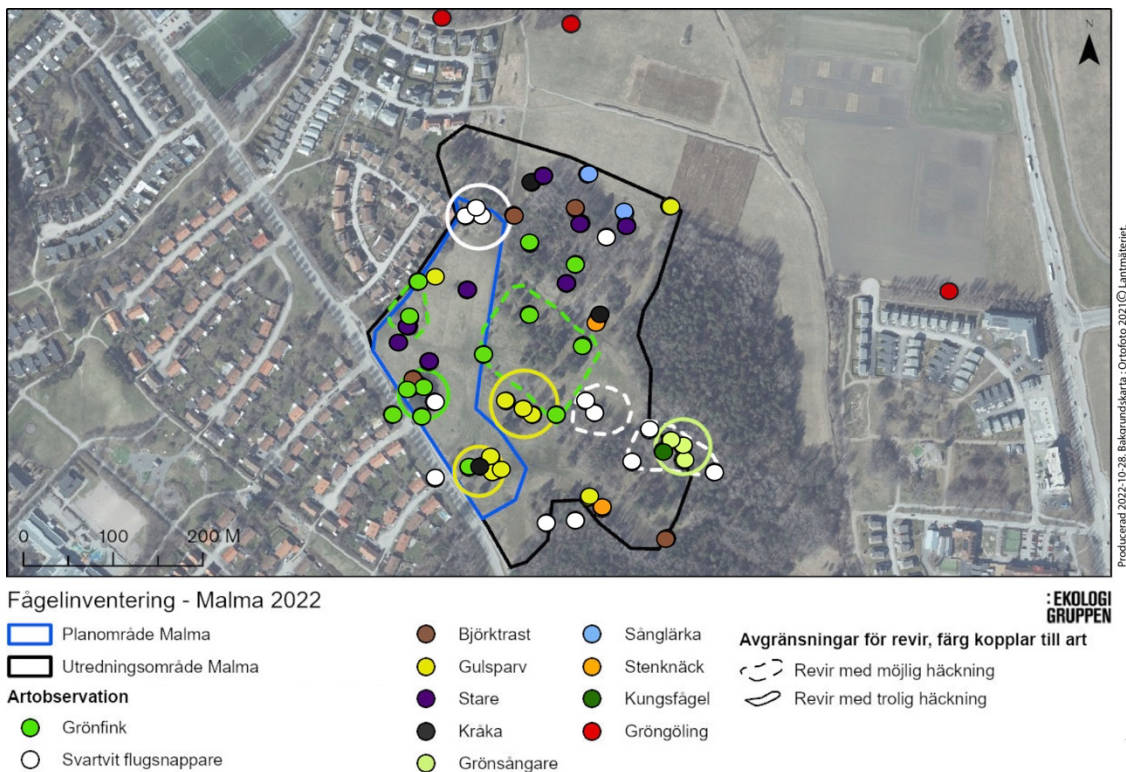 N
0 100 200 M
Producerad 2022-10-28. Bakgrundskarta : Ortofoto 2021© Lantmäteriet.
Fågelinventering - Malma 2022
:EKOLOGI
GRUPPEN
Planområde Malma
Utredningsområde Malma
Artobservation
Grönfink
Svartvit flugsnappare
Björktrast
Gulsparv
Stare
Kråka
Grönsångare
Sånglärka
Stenknäck
Kungsfågel
Gröngöling
Avgränsningar för revir, färg kopplar till art
Revir med möjlig häckning
Revir med trolig häckning